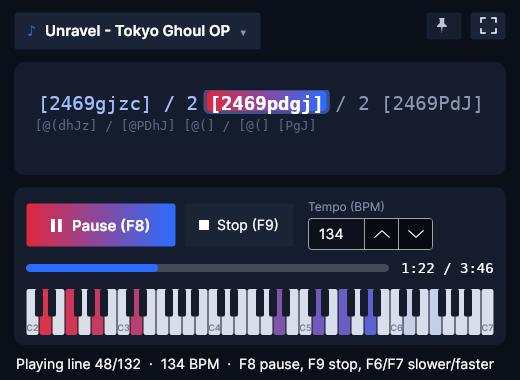 ♪ Unravel - Tokyo Ghoul OP ▾
[2469gjzc] / 2 [2469pdgj] / 2 [2469PdJ]
[@(dhJz] / [@PDhJ] [@(] / [@(] [PgJ]
Pause (F8) Stop (F9)
Tempo (BPM)
134
1:22 / 3:46
C2 C3 C4 C5 C6 C7
Playing line 48/132 · 134 BPM · F8 pause, F9 stop, F6/F7 slower/faster